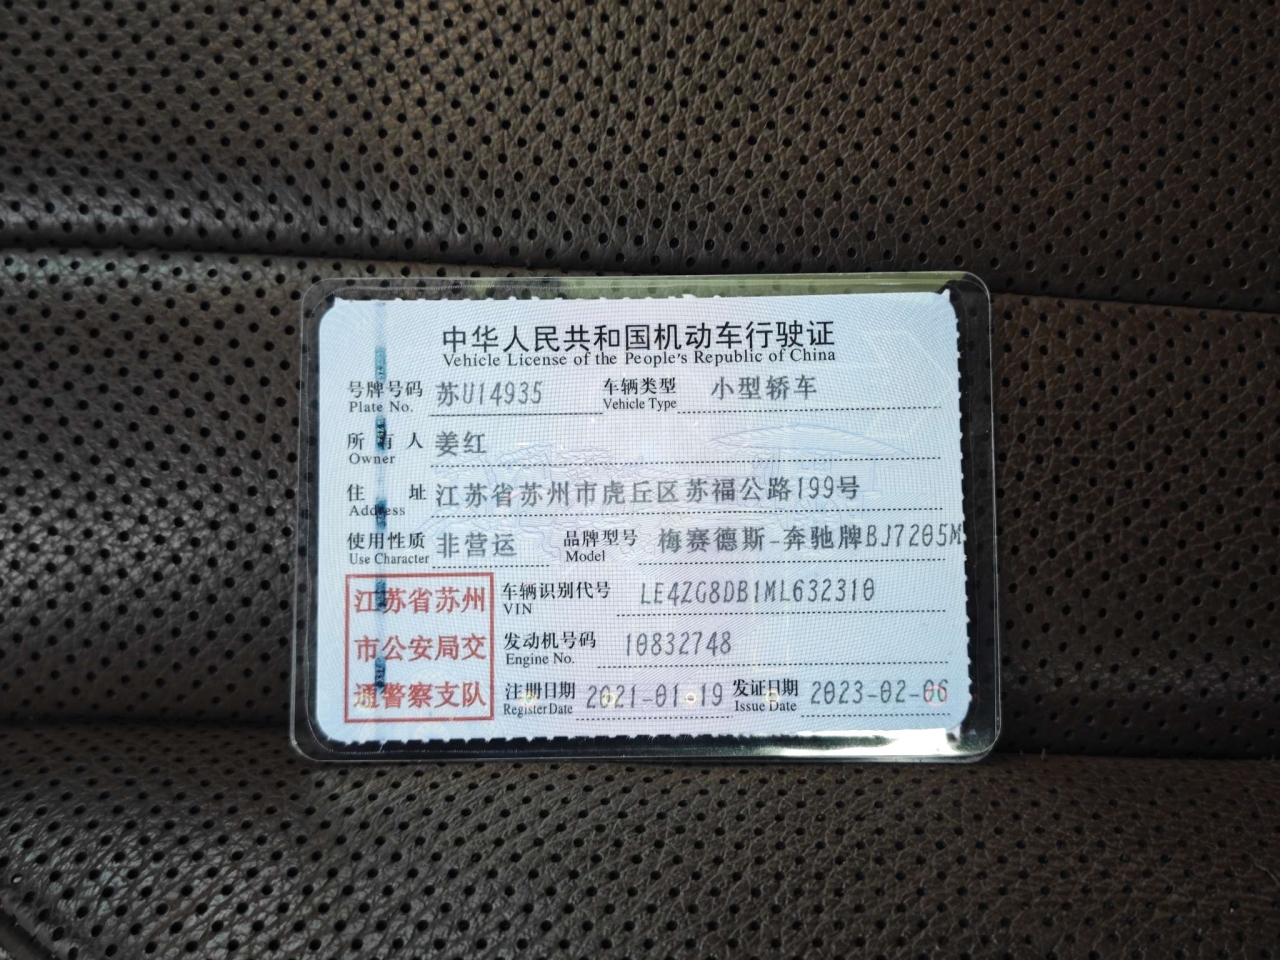 中华人民共和国机动车行驶证
Vehicle License of the People's Republic of China
号牌号码 苏U14935 车辆类型 小型轿车
Plate No. Vehicle Type
所有人 姜红
Owner
住址 江苏省苏州市虎丘区苏福公路199号
Address
使用性质 非营运 品牌型号 梅赛德斯-奔驰牌BJ7205M
Use Character Model
江苏省苏州
市公安局交
通警察支队
车辆识别代号 LE4ZG8DB1ML632310
VIN
发动机号码 10832748
Engine No.
注册日期 2021-01-19 发证日期 2023-02-06
Register Date Issue Date